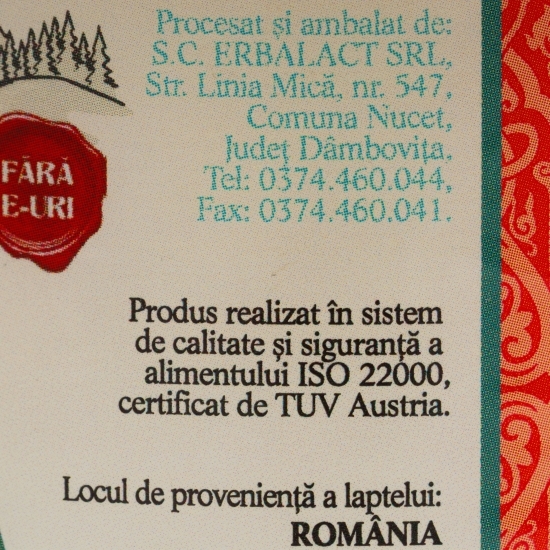 Procesat și ambalat de:
S.C. ERBALACT SRL,
Str. Linia Mică, nr. 547,
Comuna Nucet,
Județ Dâmbovița,
Tel: 0374.460.044,
Fax: 0374.460.041.
FĂRĂ
E-URI
Produs realizat în sistem
de calitate și siguranță a
alimentului ISO 22000,
certificat de TUV Austria.
Locul de proveniență a laptelui:
ROMÂNIA